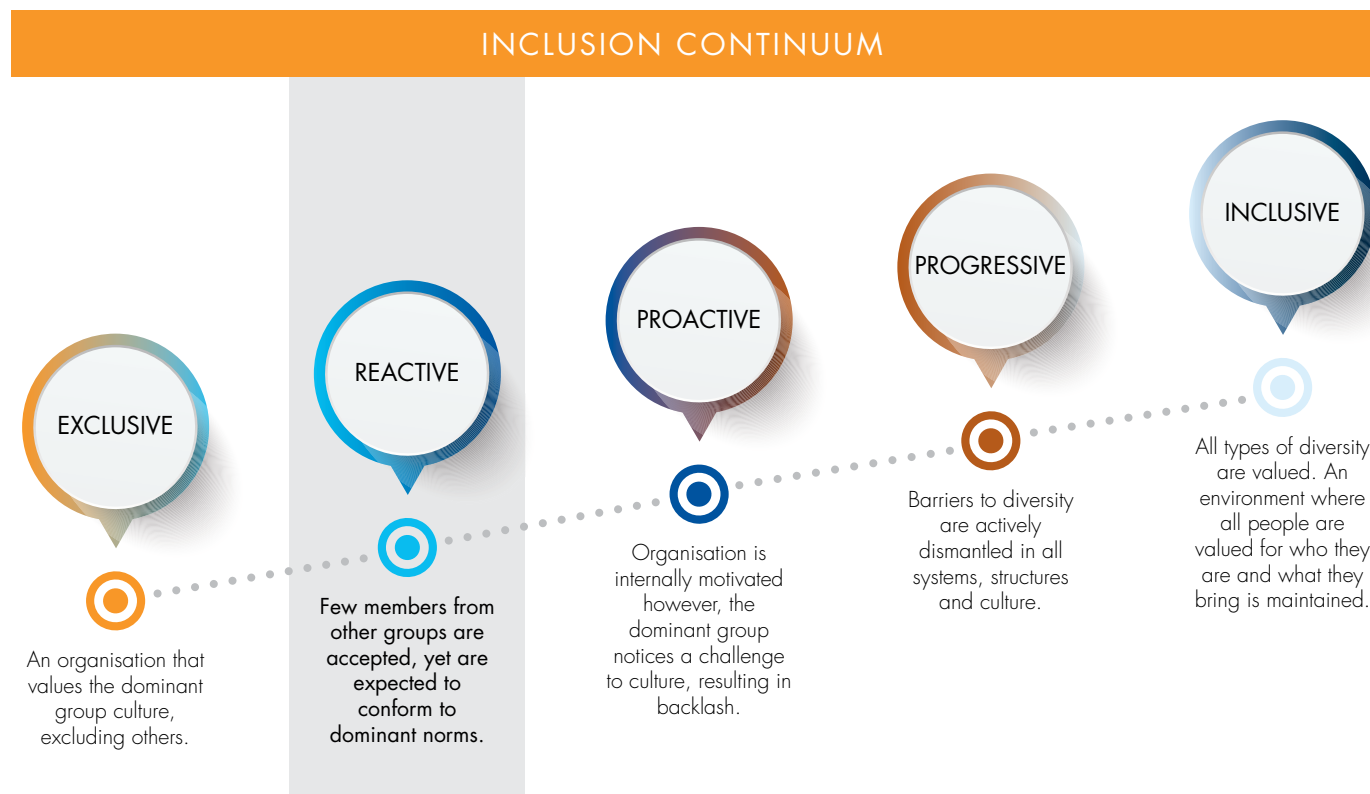 INCLUSION CONTINUUM
EXCLUSIVE
An organisation that
values the dominant
group culture,
excluding others.
REACTIVE
Few members from
other groups are
accepted, yet are
expected to
conform to
dominant norms.
PROACTIVE
Organisation is
internally motivated
however, the
dominant group
notices a challenge
to culture, resulting in
backlash.
PROGRESSIVE
Barriers to diversity
are actively
dismantled in all
systems, structures
and culture.
INCLUSIVE
All types of diversity
are valued. An
environment where
all people are
valued for who they
are and what they
bring is maintained.